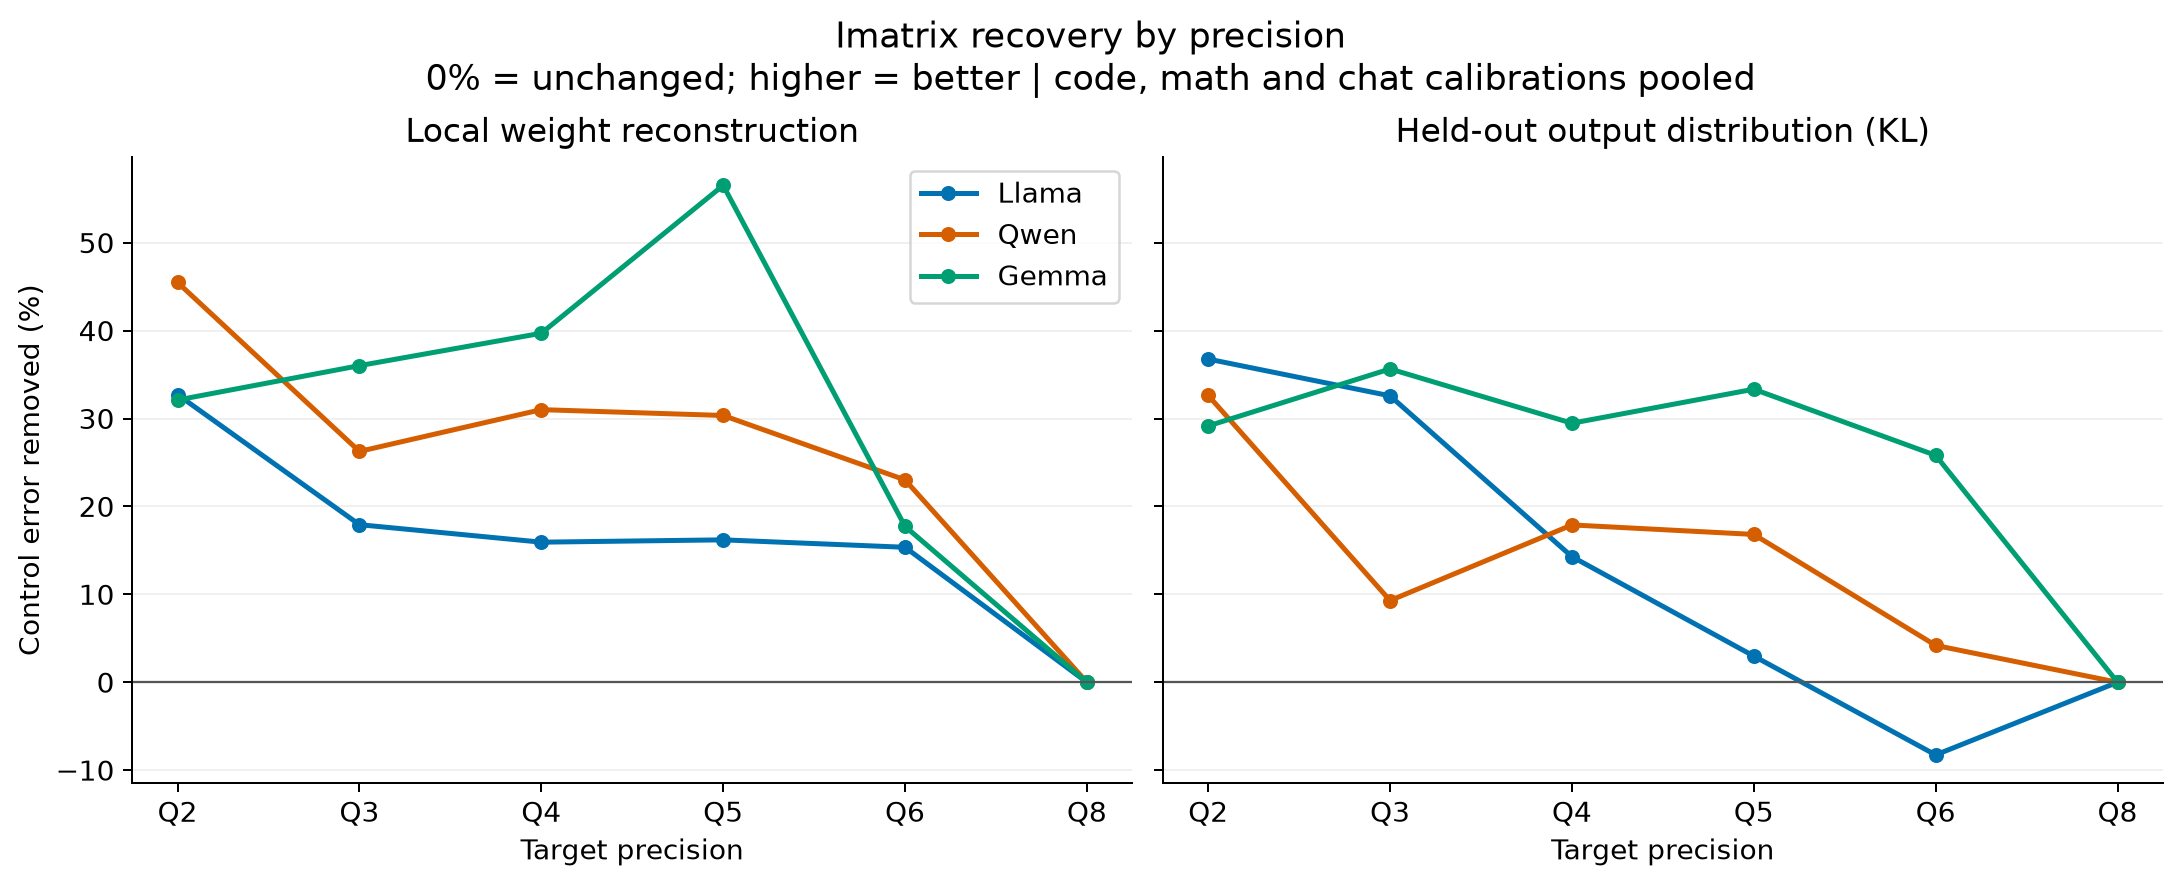 Imatrix recovery by precision
0% = unchanged; higher = better | code, math and chat calibrations pooled
Local weight reconstruction
Held-out output distribution (KL)
Llama
Qwen
Gemma
Control error removed (%)
50
40
30
20
10
0
−10
Q2 Q3 Q4 Q5 Q6 Q8
Target precision
Q2 Q3 Q4 Q5 Q6 Q8
Target precision